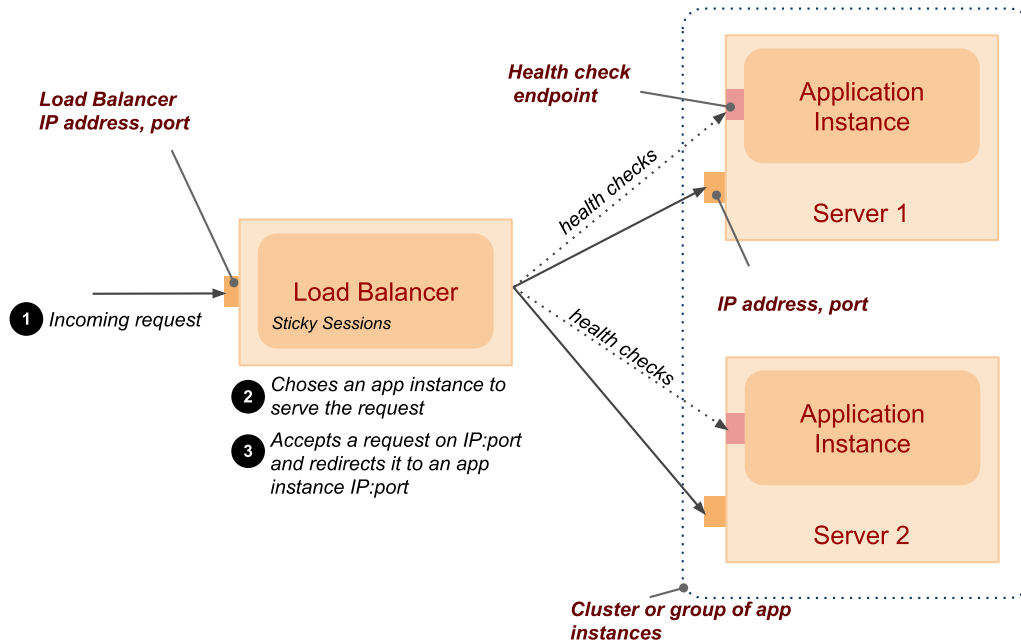 Load Balancer
IP address, port
1
Incoming request
Load Balancer
Sticky Sessions
2
Choses an app instance to
serve the request
3
Accepts a request on IP:port
and redirects it to an app
instance IP:port
health checks
health checks
Health check
endpoint
Application
Instance
Server 1
IP address, port
Application
Instance
Server 2
Cluster or group of app
instances